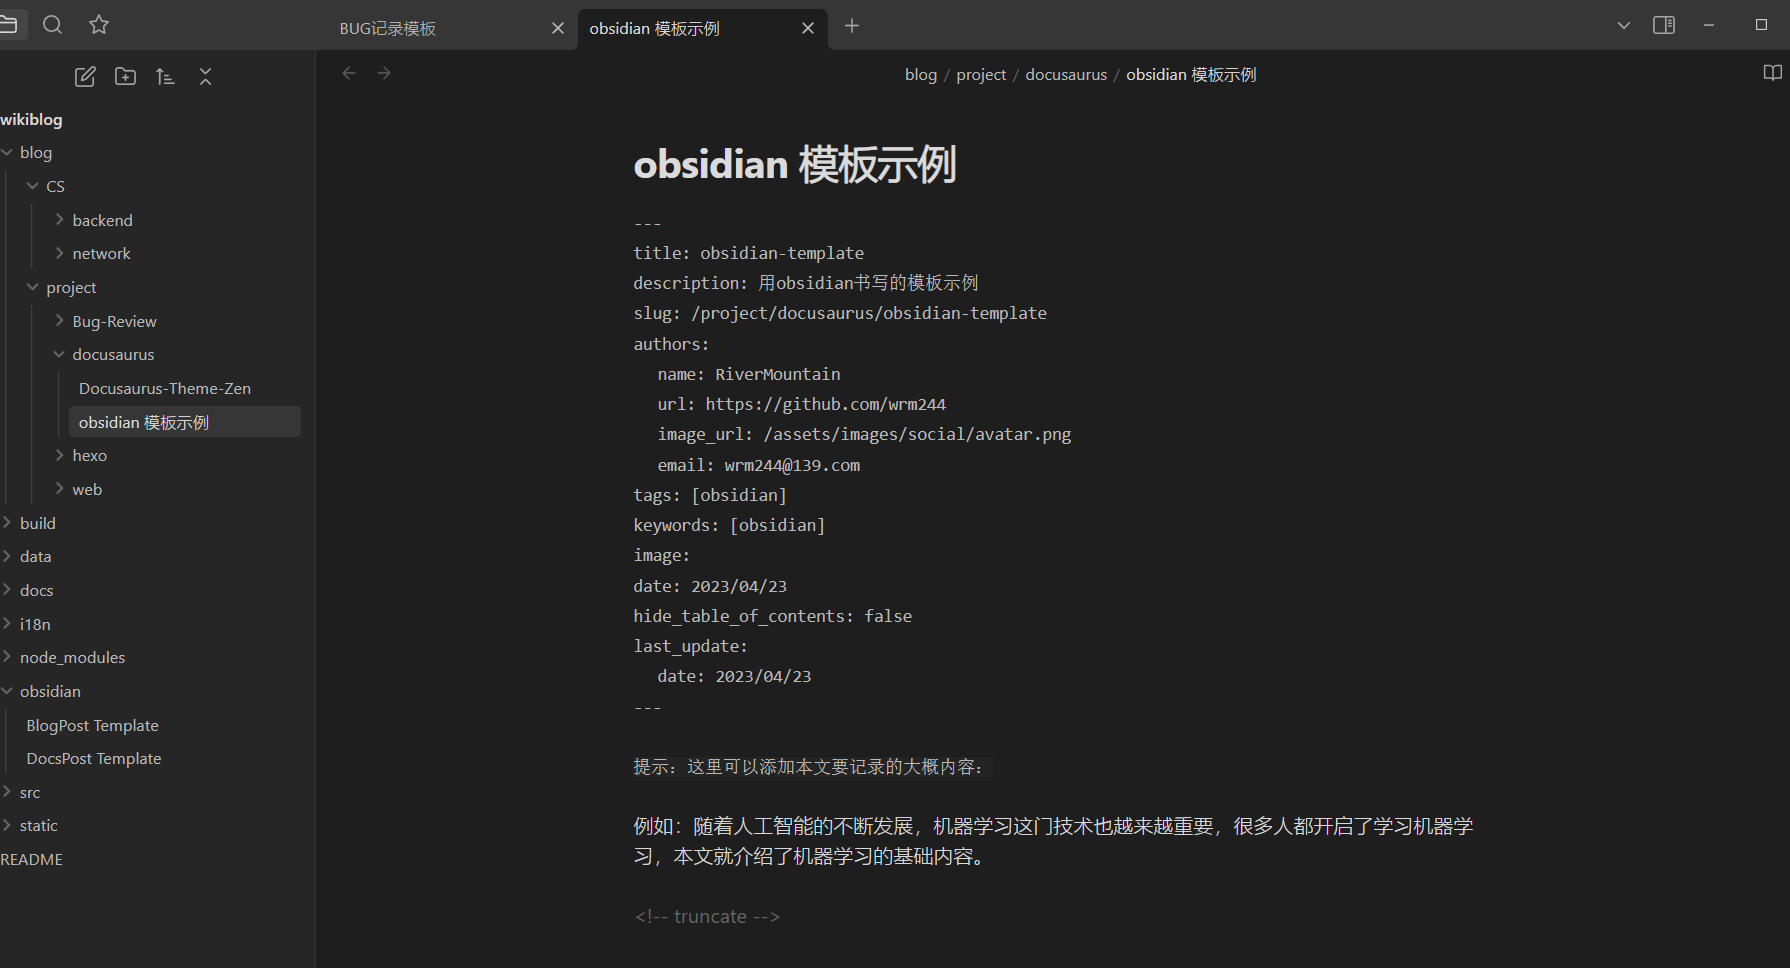 BUG记录模板
obsidian 模板示例
blog / project / docusaurus / obsidian 模板示例
wikiblog
blog
CS
backend
network
project
Bug-Review
docusaurus
Docusaurus-Theme-Zen
obsidian 模板示例
hexo
web
build
data
docs
i18n
node_modules
obsidian
BlogPost Template
DocsPost Template
src
static
README
obsidian 模板示例
---
title: obsidian-template
description: 用obsidian书写的模板示例
slug: /project/docusaurus/obsidian-template
authors:
name: RiverMountain
url: https://github.com/wrm244
image_url: /assets/images/social/avatar.png
email: wrm244@139.com
tags: [obsidian]
keywords: [obsidian]
image:
date: 2023/04/23
hide_table_of_contents: false
last_update:
date: 2023/04/23
---
提示：这里可以添加本文要记录的大概内容：
例如：随着人工智能的不断发展，机器学习这门技术也越来越重要，很多人都开启了学习机器学
习，本文就介绍了机器学习的基础内容。
<!-- truncate -->